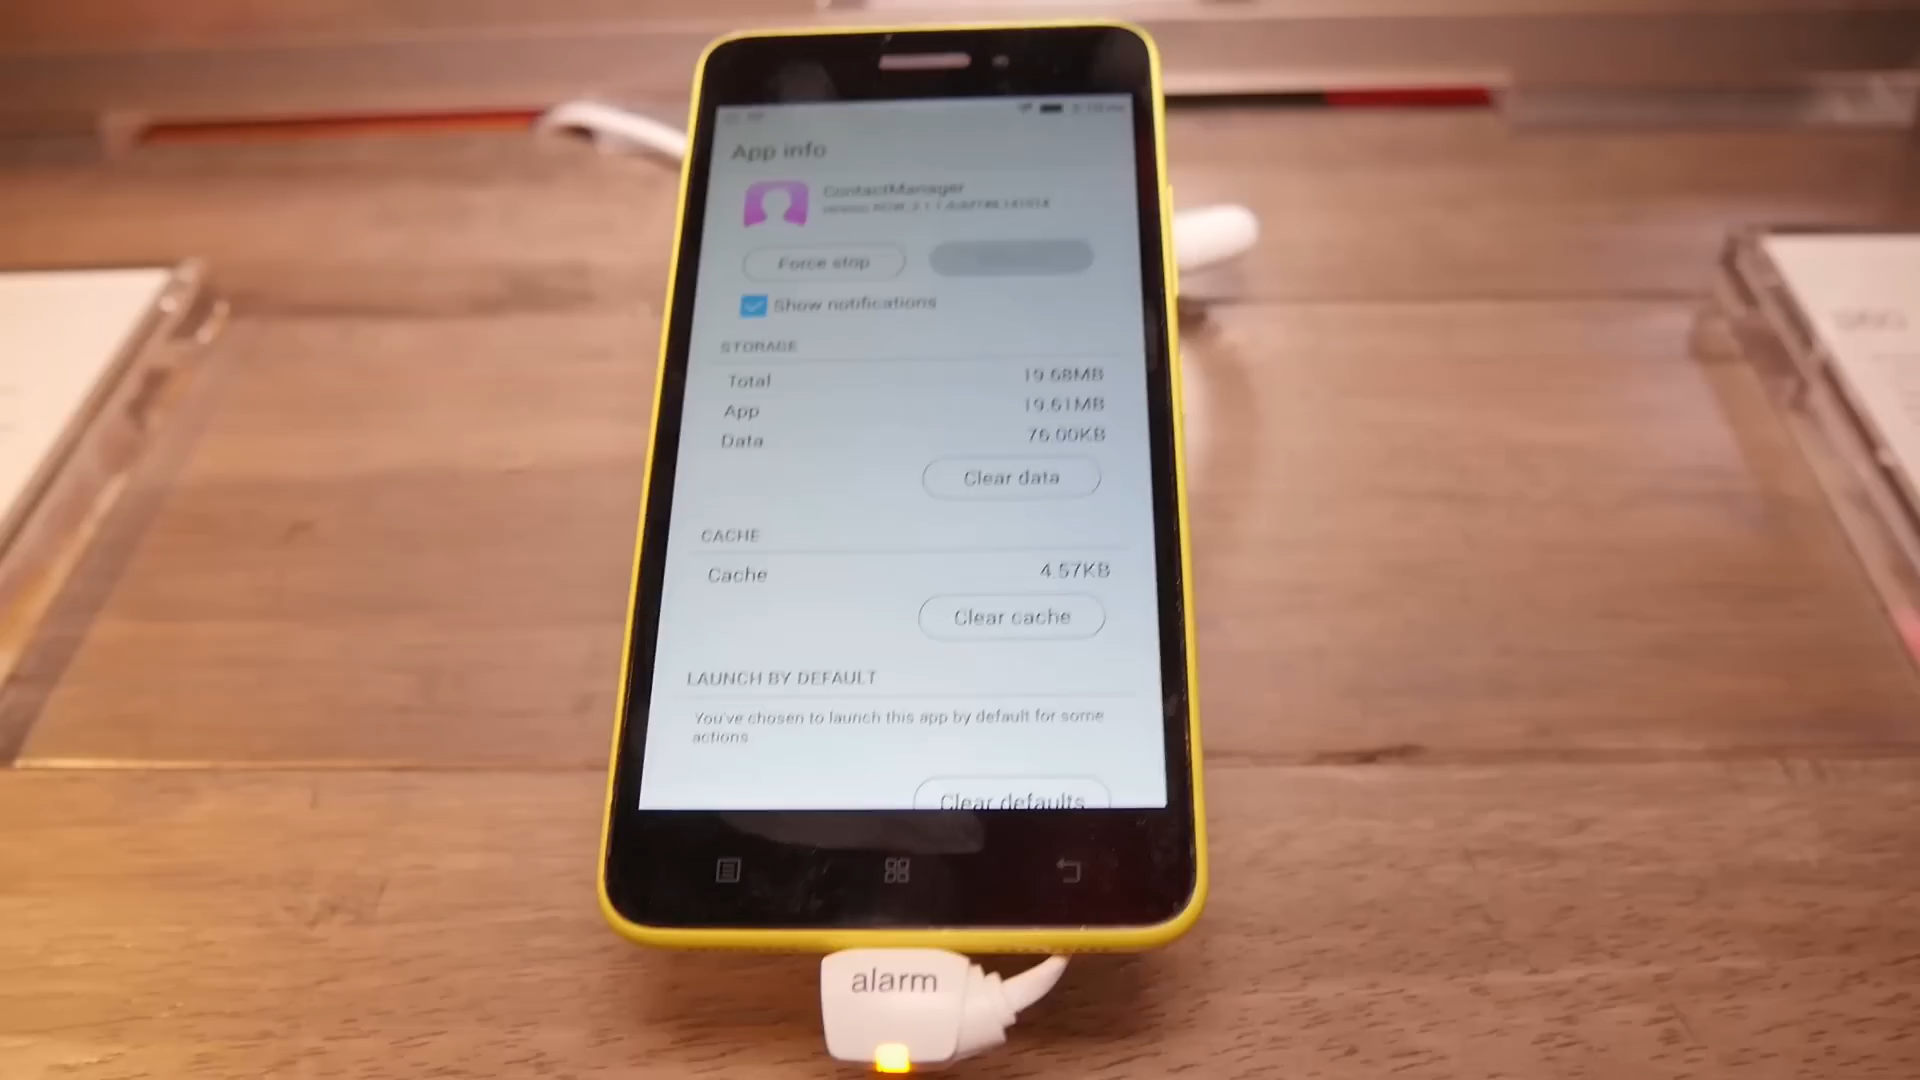 App info
ContactManager
Force stop
Show notifications
STORAGE
Total 19.68MB
App 19.61MB
Data 76.00KB
Clear data
CACHE
Cache 4.57KB
Clear cache
LAUNCH BY DEFAULT
You've chosen to launch this app by default for some
actions
Clear defaults
alarm